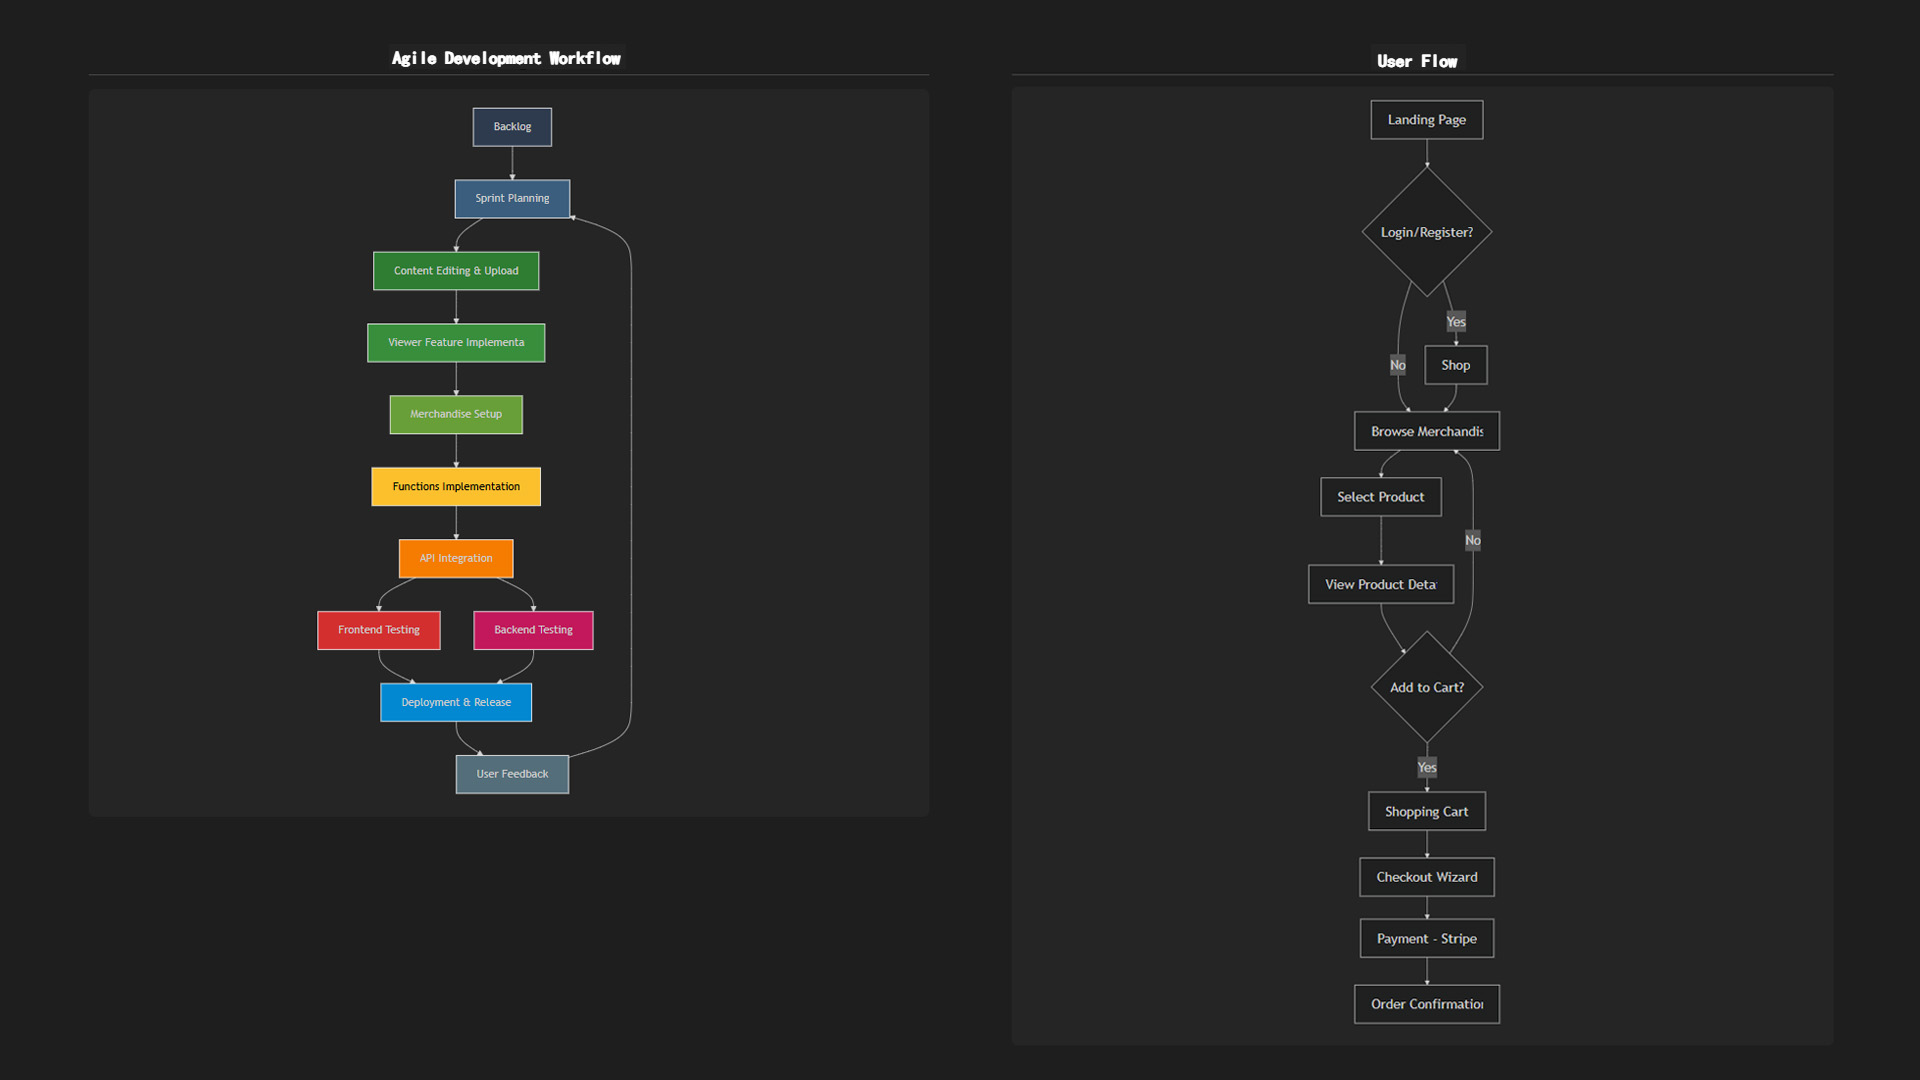 Agile Development Workflow
Backlog
Sprint Planning
Content Editing & Upload
Viewer Feature Implementa
Merchandise Setup
Functions Implementation
API Integration
Frontend Testing
Backend Testing
Deployment & Release
User Feedback
User Flow
Landing Page
Login/Register?
Yes
No
Shop
Browse Merchandis
Select Product
No
View Product Deta
Add to Cart?
Yes
Shopping Cart
Checkout Wizard
Payment - Stripe
Order Confirmation